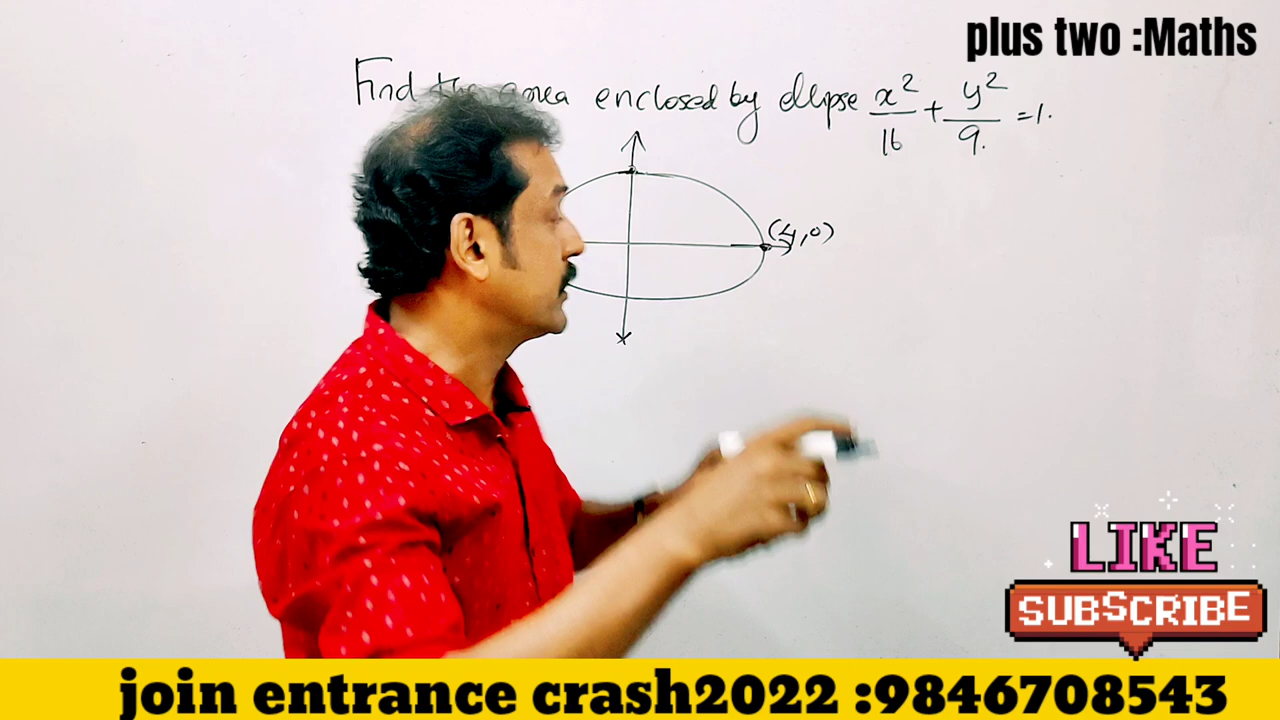 plus two :Maths
Find the area enclosed by ellipse x²/16 + y²/9. =1.
(4,0)
LIKE
SUBSCRIBE
join entrance crash2022 :9846708543